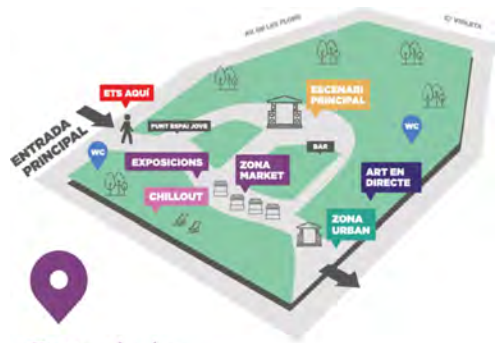 AV. DE LES FLORS
C/ VIOLETA
ETS AQUÍ
ESCENARI
PRINCIPAL
ENTRADA
PRINCIPAL
PUNT ESPAI JOVE
WC
WC
BAR
EXPOSICIONS
ZONA
MARKET
ART EN
DIRECTE
CHILLOUT
ZONA
URBAN